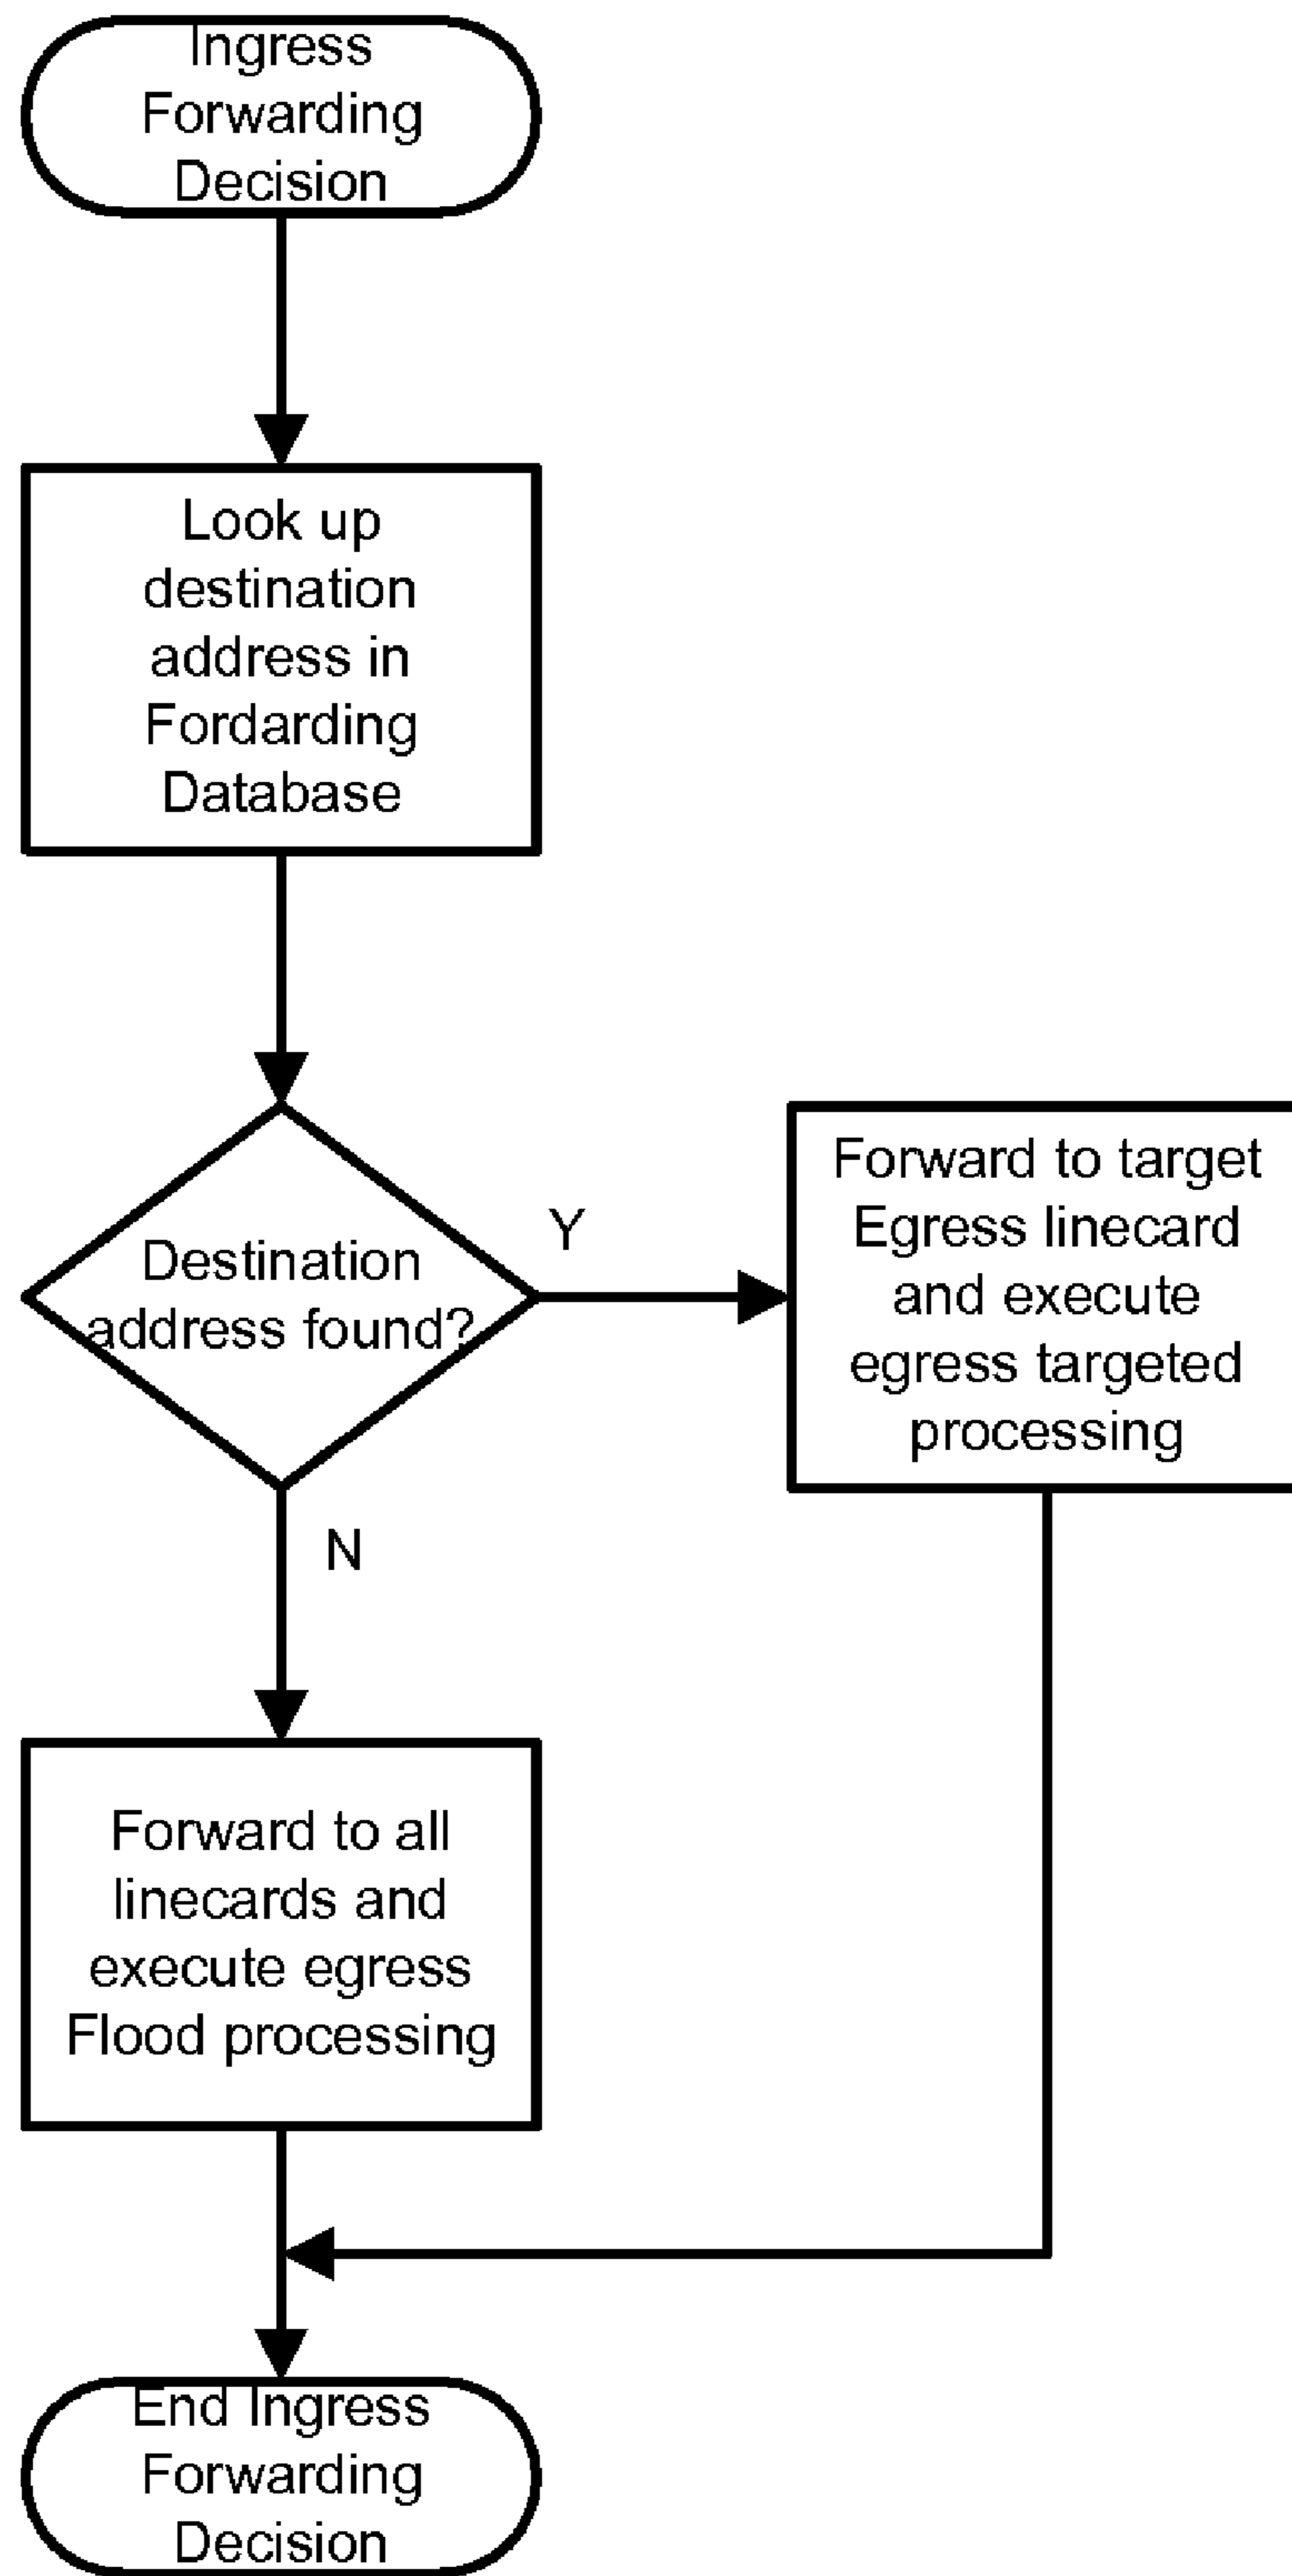 Ingress
Forwarding
Decision
Look up
destination
address in
Fordarding
Database
Destination
address found?
Y
Forward to target
Egress linecard
and execute
egress targeted
processing
N
Forward to all
linecards and
execute egress
Flood processing
End Ingress
Forwarding
Decision